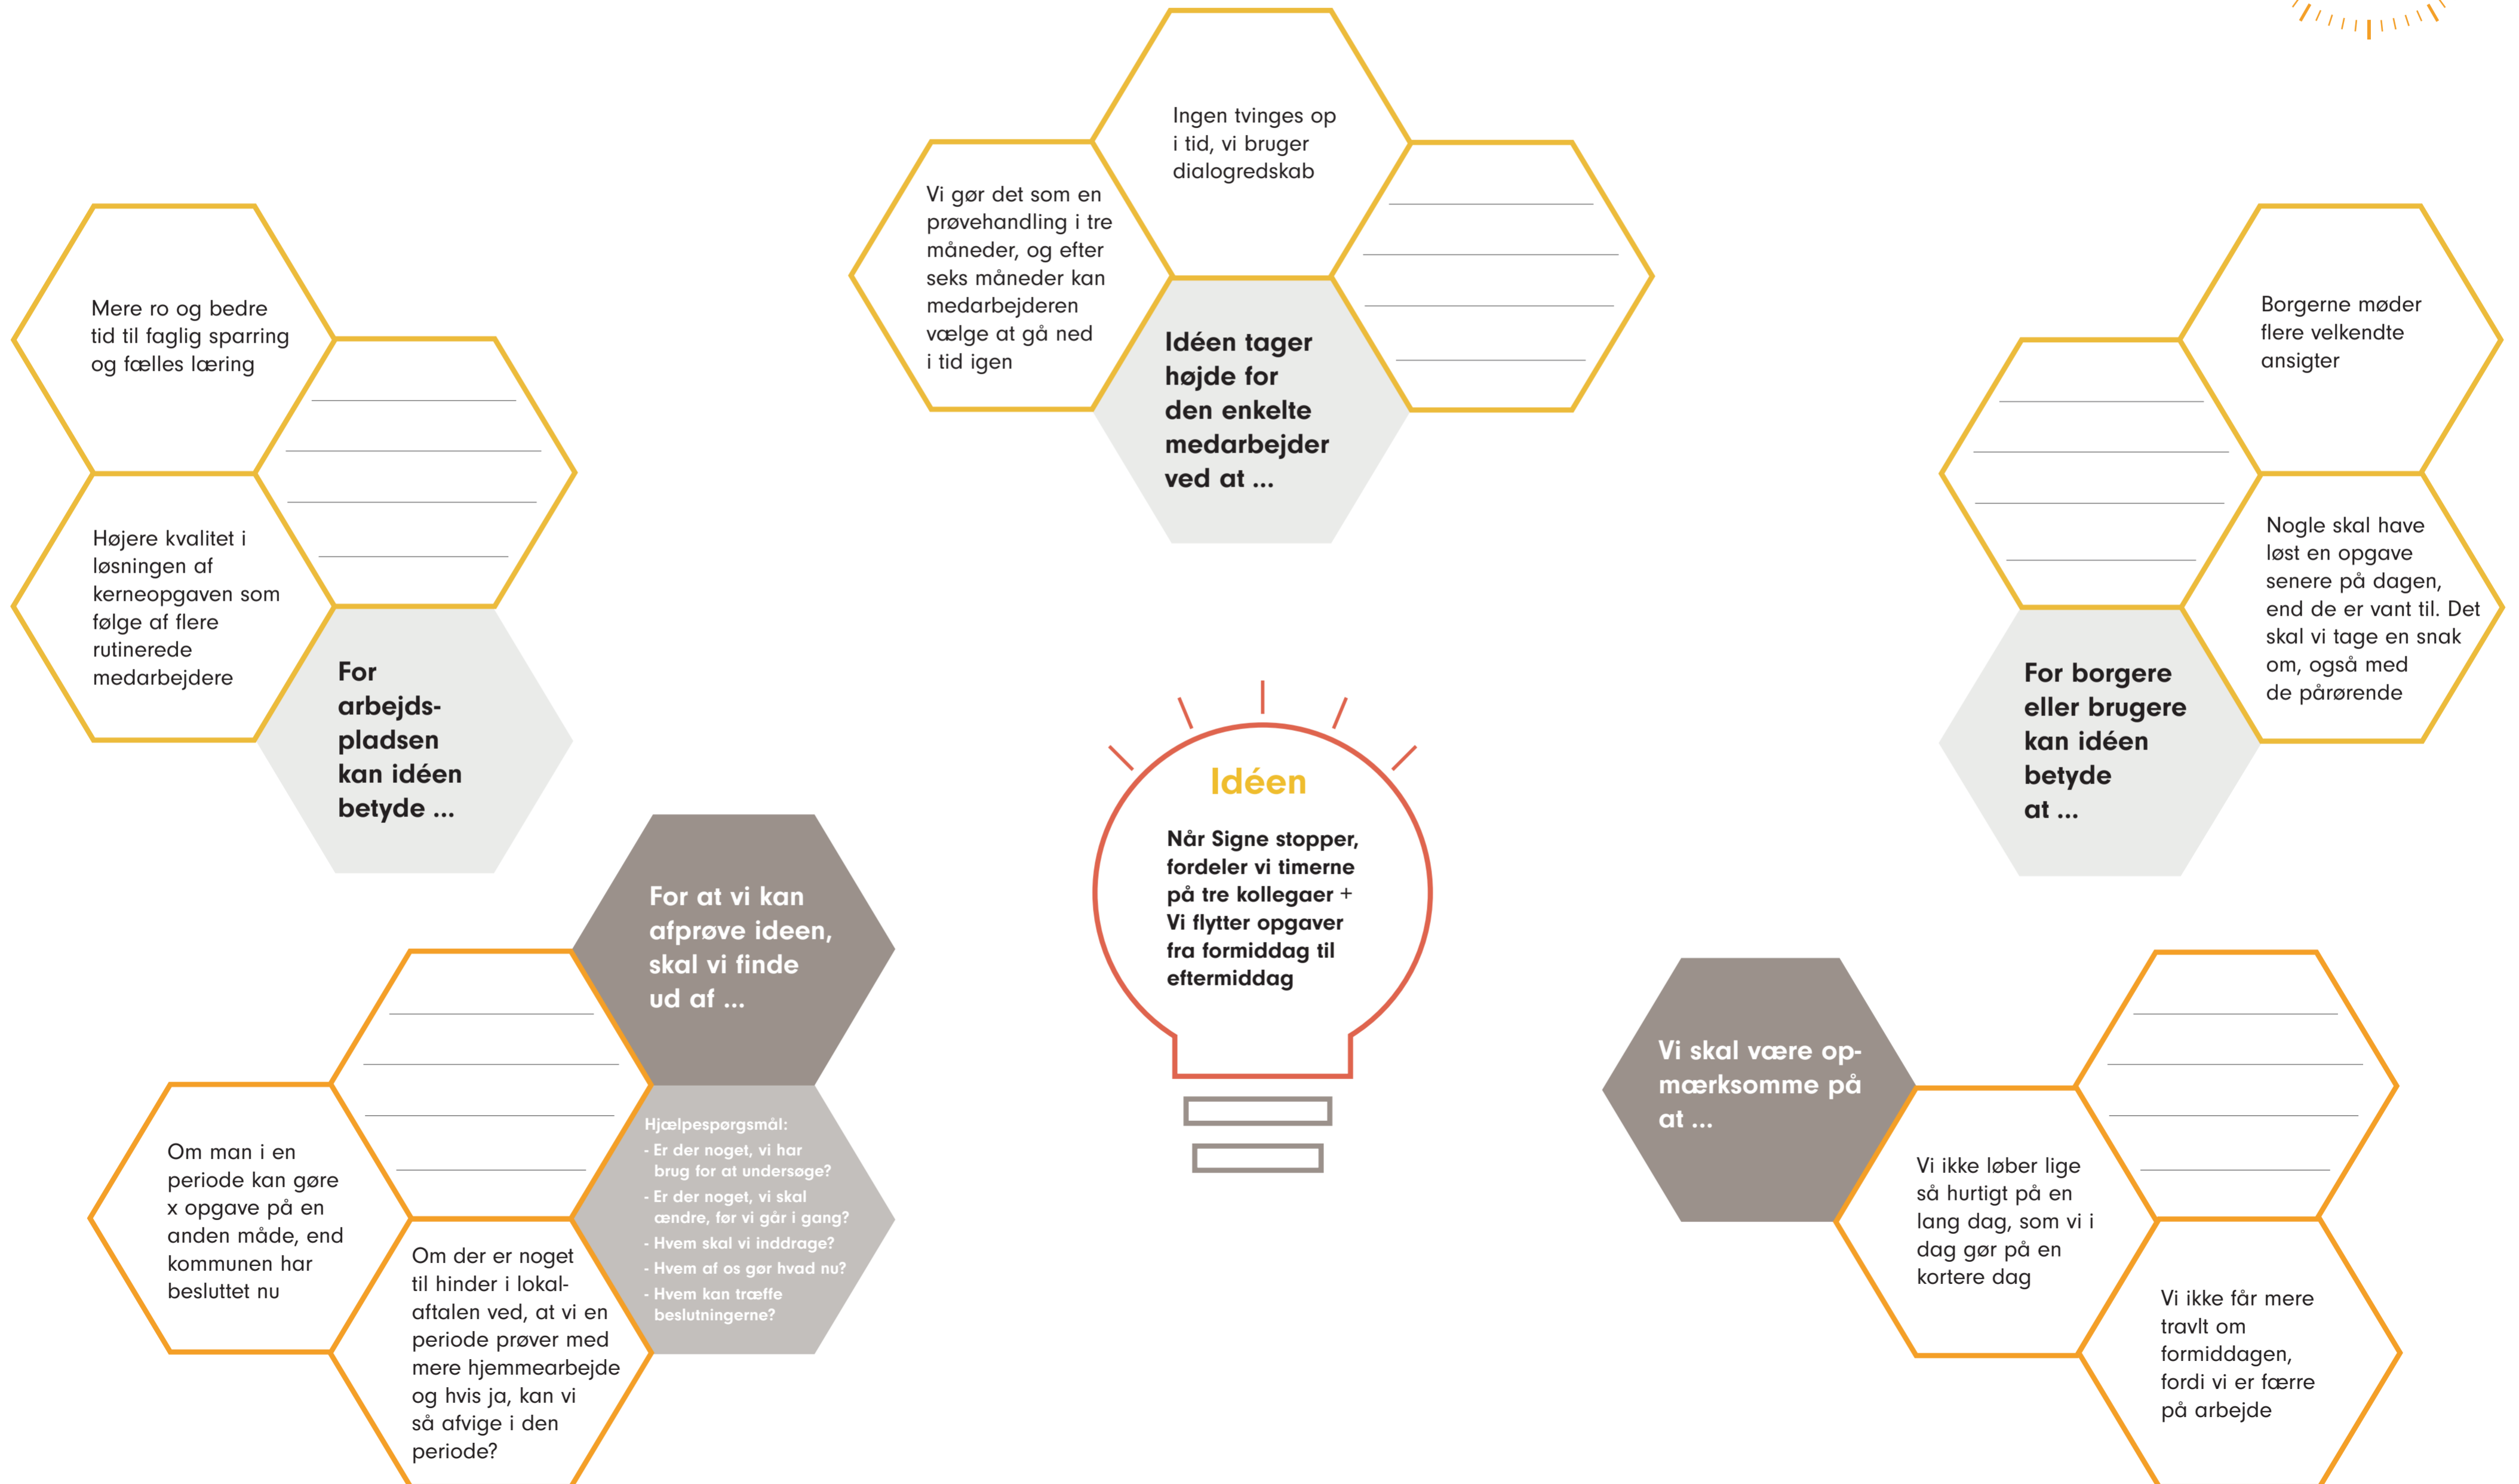 Ingen tvinges op
i tid, vi bruger
dialogredskab
Vi gør det som en
prøvehandling i tre
måneder, og efter
seks måneder kan
medarbejderen
vælge at gå ned
i tid igen
Idéen tager
højde for
den enkelte
medarbejder
ved at ...
Mere ro og bedre
tid til faglig sparring
og fælles læring
Højere kvalitet i
løsningen af
kerneopgaven som
følge af flere
rutinerede
medarbejdere
For
arbejds-
pladsen
kan idéen
betyde ...
Borgerne møder
flere velkendte
ansigter
Nogle skal have
løst en opgave
senere på dagen,
end de er vant til. Det
skal vi tage en snak
om, også med
de pårørende
For borgere
eller brugere
kan idéen
betyde
at ...
Idéen
Når Signe stopper,
fordeler vi timerne
på tre kollegaer +
Vi flytter opgaver
fra formiddag til
eftermiddag
For at vi kan
afprøve ideen,
skal vi finde
ud af ...
Hjælpespørgsmål:
- Er der noget, vi har
brug for at undersøge?
- Er der noget, vi skal
ændre, før vi går i gang?
- Hvem skal vi inddrage?
- Hvem af os gør hvad nu?
- Hvem kan træffe
beslutningerne?
Om man i en
periode kan gøre
x opgave på en
anden måde, end
kommunen har
besluttet nu
Om der er noget
til hinder i lokal-
aftalen ved, at vi en
periode prøver med
mere hjemmearbejde
og hvis ja, kan vi
så afvige i den
periode?
Vi skal være op-
mærksomme på
at ...
Vi ikke løber lige
så hurtigt på en
lang dag, som vi i
dag gør på en
kortere dag
Vi ikke får mere
travlt om
formiddagen,
fordi vi er færre
på arbejde